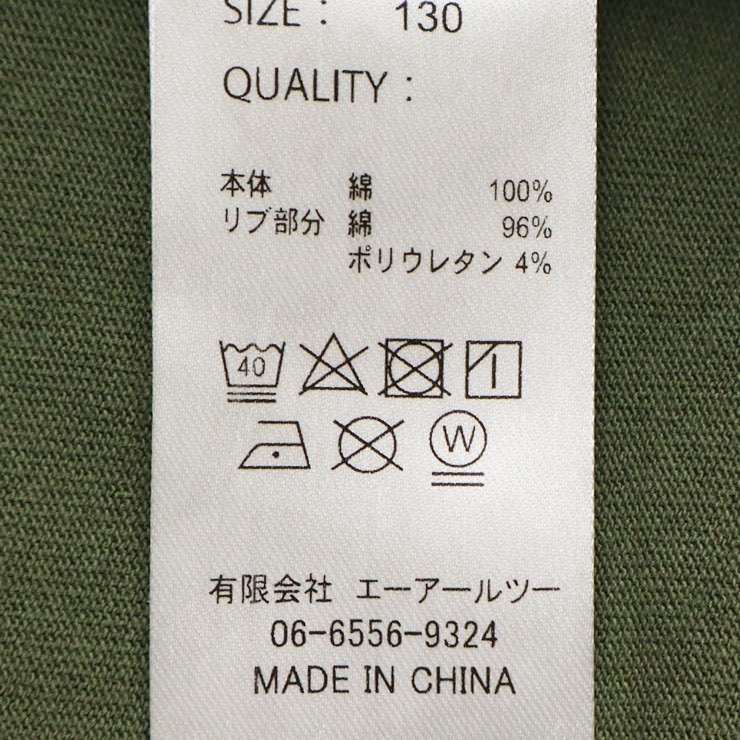 SIZE : 130
QUALITY :
本体 綿 100%
リブ部分 綿 96%
ポリウレタン 4%
40
W
有限会社 エーアールツー
06-6556-9324
MADE IN CHINA